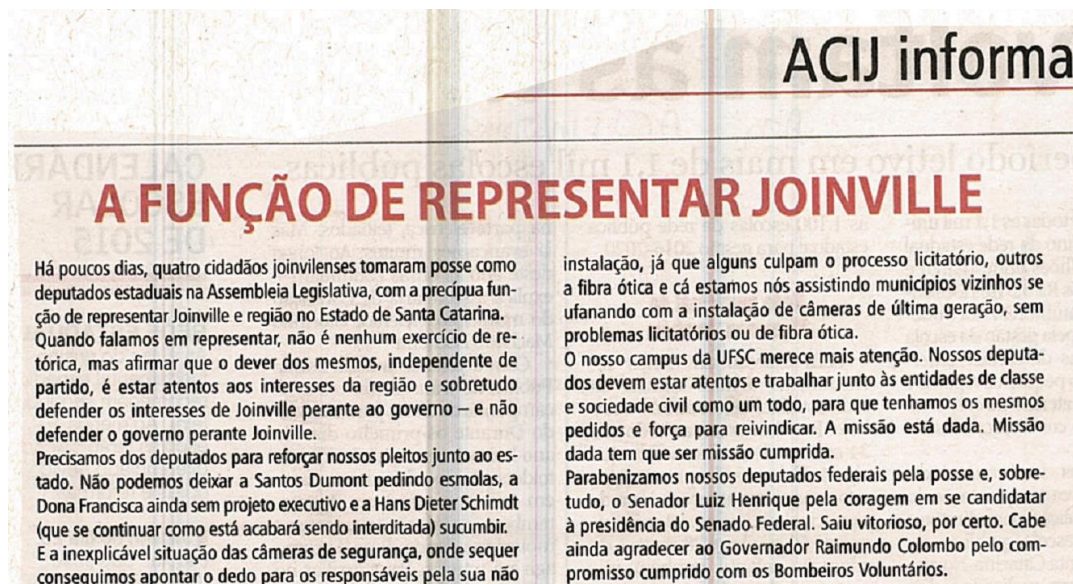 ACIJ informa
A FUNÇÃO DE REPRESENTAR JOINVILLE
Há poucos dias, quatro cidadãos joinvilenses tomaram posse como
deputados estaduais na Assembleia Legislativa, com a precípua fun-
ção de representar Joinville e região no Estado de Santa Catarina.
Quando falamos em representar, não é nenhum exercício de re-
tórica, mas afirmar que o dever dos mesmos, independente de
partido, é estar atentos aos interesses da região e sobretudo
defender os interesses de Joinville perante ao governo – e não
defender o governo perante Joinville.
Precisamos dos deputados para reforçar nossos pleitos junto ao es-
tado. Não podemos deixar a Santos Dumont pedindo esmolas, a
Dona Francisca ainda sem projeto executivo e a Hans Dieter Schimdt
(que se continuar como está acabará sendo interditada) sucumbir.
E a inexplicável situação das câmeras de segurança, onde sequer
conseguimos apontar o dedo para os responsáveis pela sua não
instalação, já que alguns culpam o processo licitatório, outros
a fibra ótica e cá estamos nós assistindo municípios vizinhos se
ufanando com a instalação de câmeras de última geração, sem
problemas licitatórios ou de fibra ótica.
O nosso campus da UFSC merece mais atenção. Nossos deputa-
dos devem estar atentos e trabalhar junto às entidades de classe
e sociedade civil como um todo, para que tenhamos os mesmos
pedidos e força para reivindicar. A missão está dada. Missão
dada tem que ser missão cumprida.
Parabenizamos nossos deputados federais pela posse e, sobre-
tudo, o Senador Luiz Henrique pela coragem em se candidatar
à presidência do Senado Federal. Saiu vitorioso, por certo. Cabe
ainda agradecer ao Governador Raimundo Colombo pelo com-
promisso cumprido com os Bombeiros Voluntários.